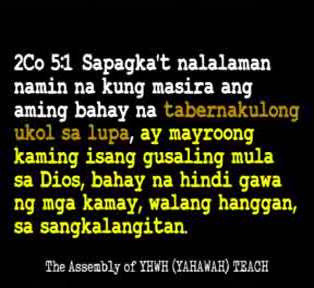 2Co 5:1 Sapagka't nalalaman
namin na kung masira ang
aming bahay na tabernakulong
ukol sa lupa, ay mayroong
kaming isang gusaling mula
sa Dios, bahay na hindi gawa
ng mga kamay, walang hanggan,
sa sangkalangitan.
The Assembly of YHWH (YAHAWAH) TEACH